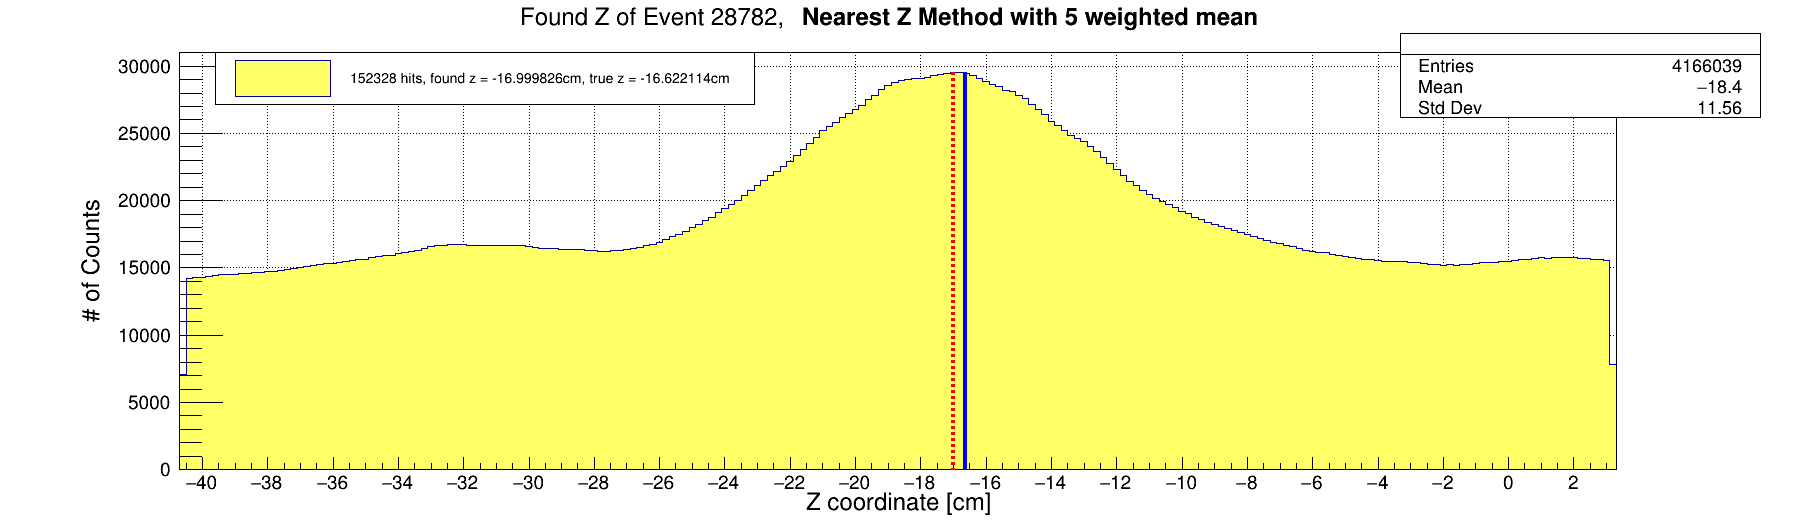 Found Z of Event 28782, Nearest Z Method with 5 weighted mean
152328 hits, found z = -16.999826cm, true z = -16.622114cm
Entries 4166039
Mean −18.4
Std Dev 11.56
# of Counts
30000
25000
20000
15000
10000
5000
0
−40 −38 −36 −34 −32 −30 −28 −26 −24 −22 −20 −18 −16 −14 −12 −10 −8 −6 −4 −2 0 2
Z coordinate [cm]